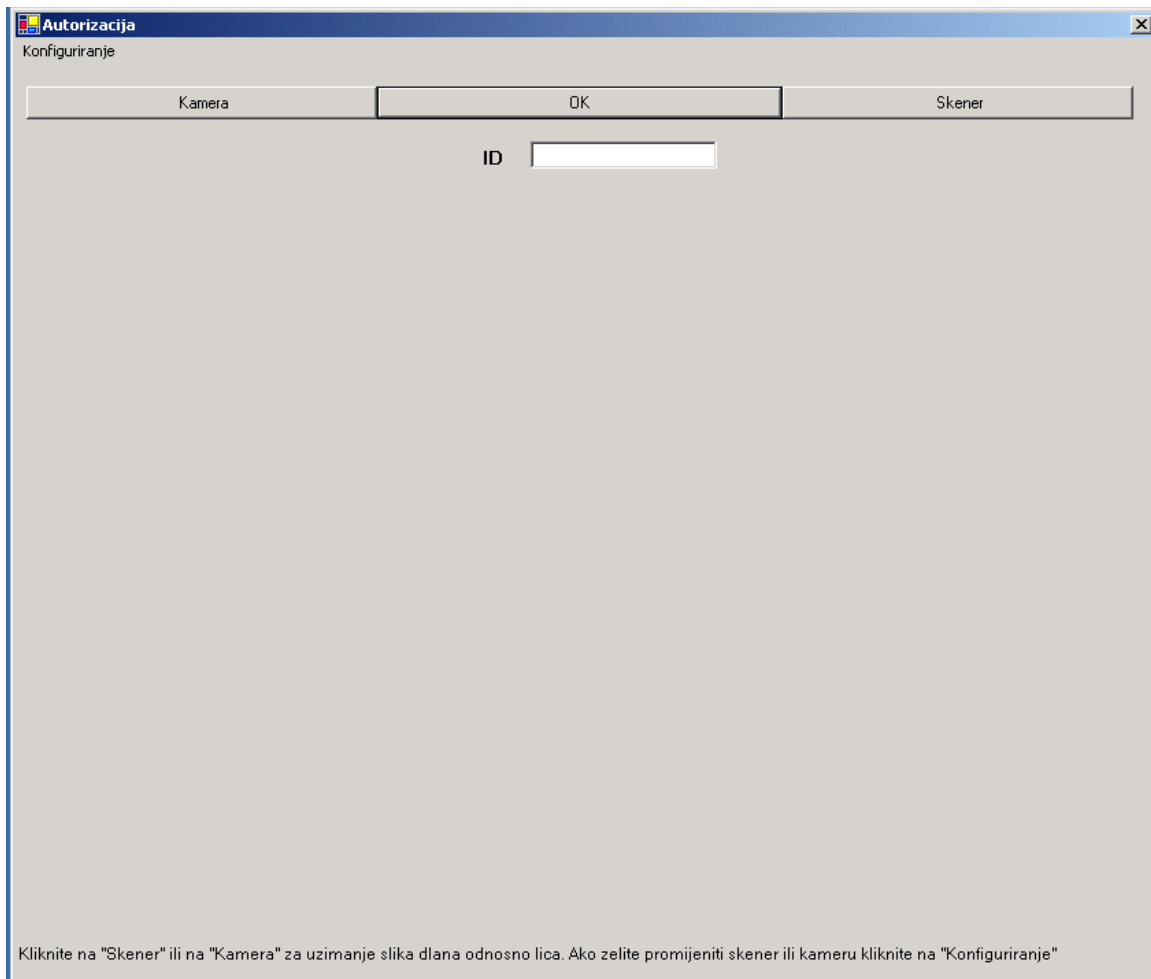 Autorizacija
Konfiguriranje
Kamera OK Skener
ID
Kliknite na "Skener" ili na "Kamera" za uzimanje slika dlana odnosno lica. Ako zelite promijeniti skener ili kameru kliknite na "Konfiguriranje"